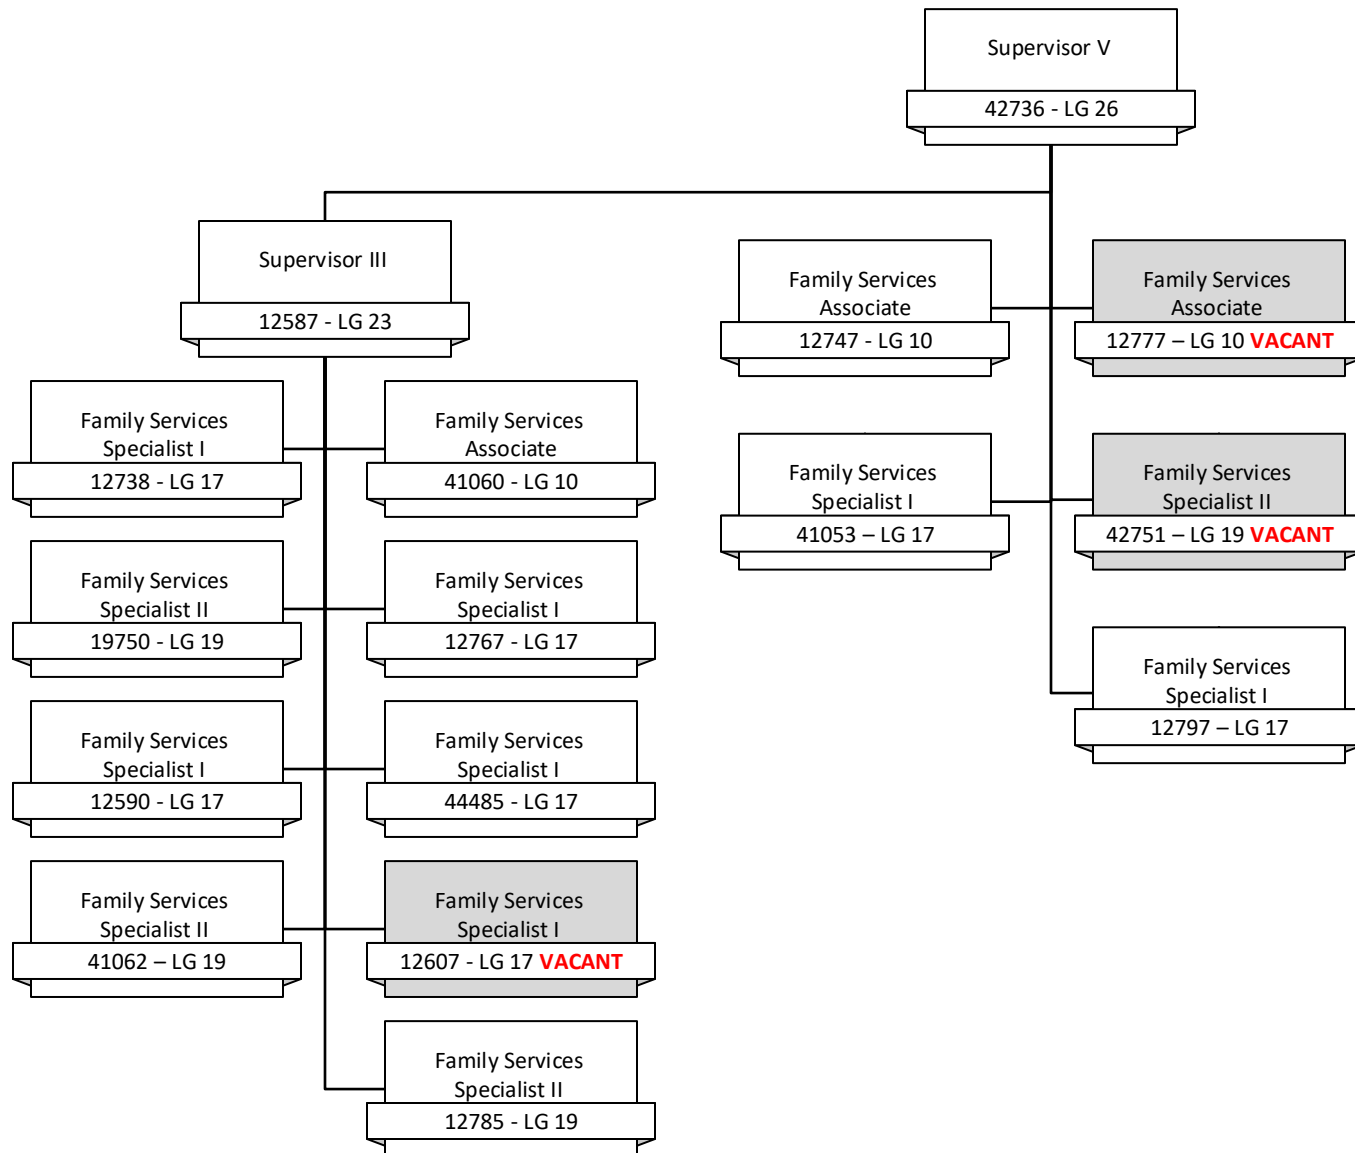 Supervisor V
42736 - LG 26
Supervisor III
12587 - LG 23
Family Services
Associate
12747 - LG 10
Family Services
Associate
12777 – LG 10 VACANT
Family Services
Specialist I
12738 - LG 17
Family Services
Associate
41060 - LG 10
Family Services
Specialist I
41053 – LG 17
Family Services
Specialist II
42751 – LG 19 VACANT
Family Services
Specialist II
19750 - LG 19
Family Services
Specialist I
12767 - LG 17
Family Services
Specialist I
12797 – LG 17
Family Services
Specialist I
12590 - LG 17
Family Services
Specialist I
44485 - LG 17
Family Services
Specialist II
41062 – LG 19
Family Services
Specialist I
12607 - LG 17 VACANT
Family Services
Specialist II
12785 - LG 19